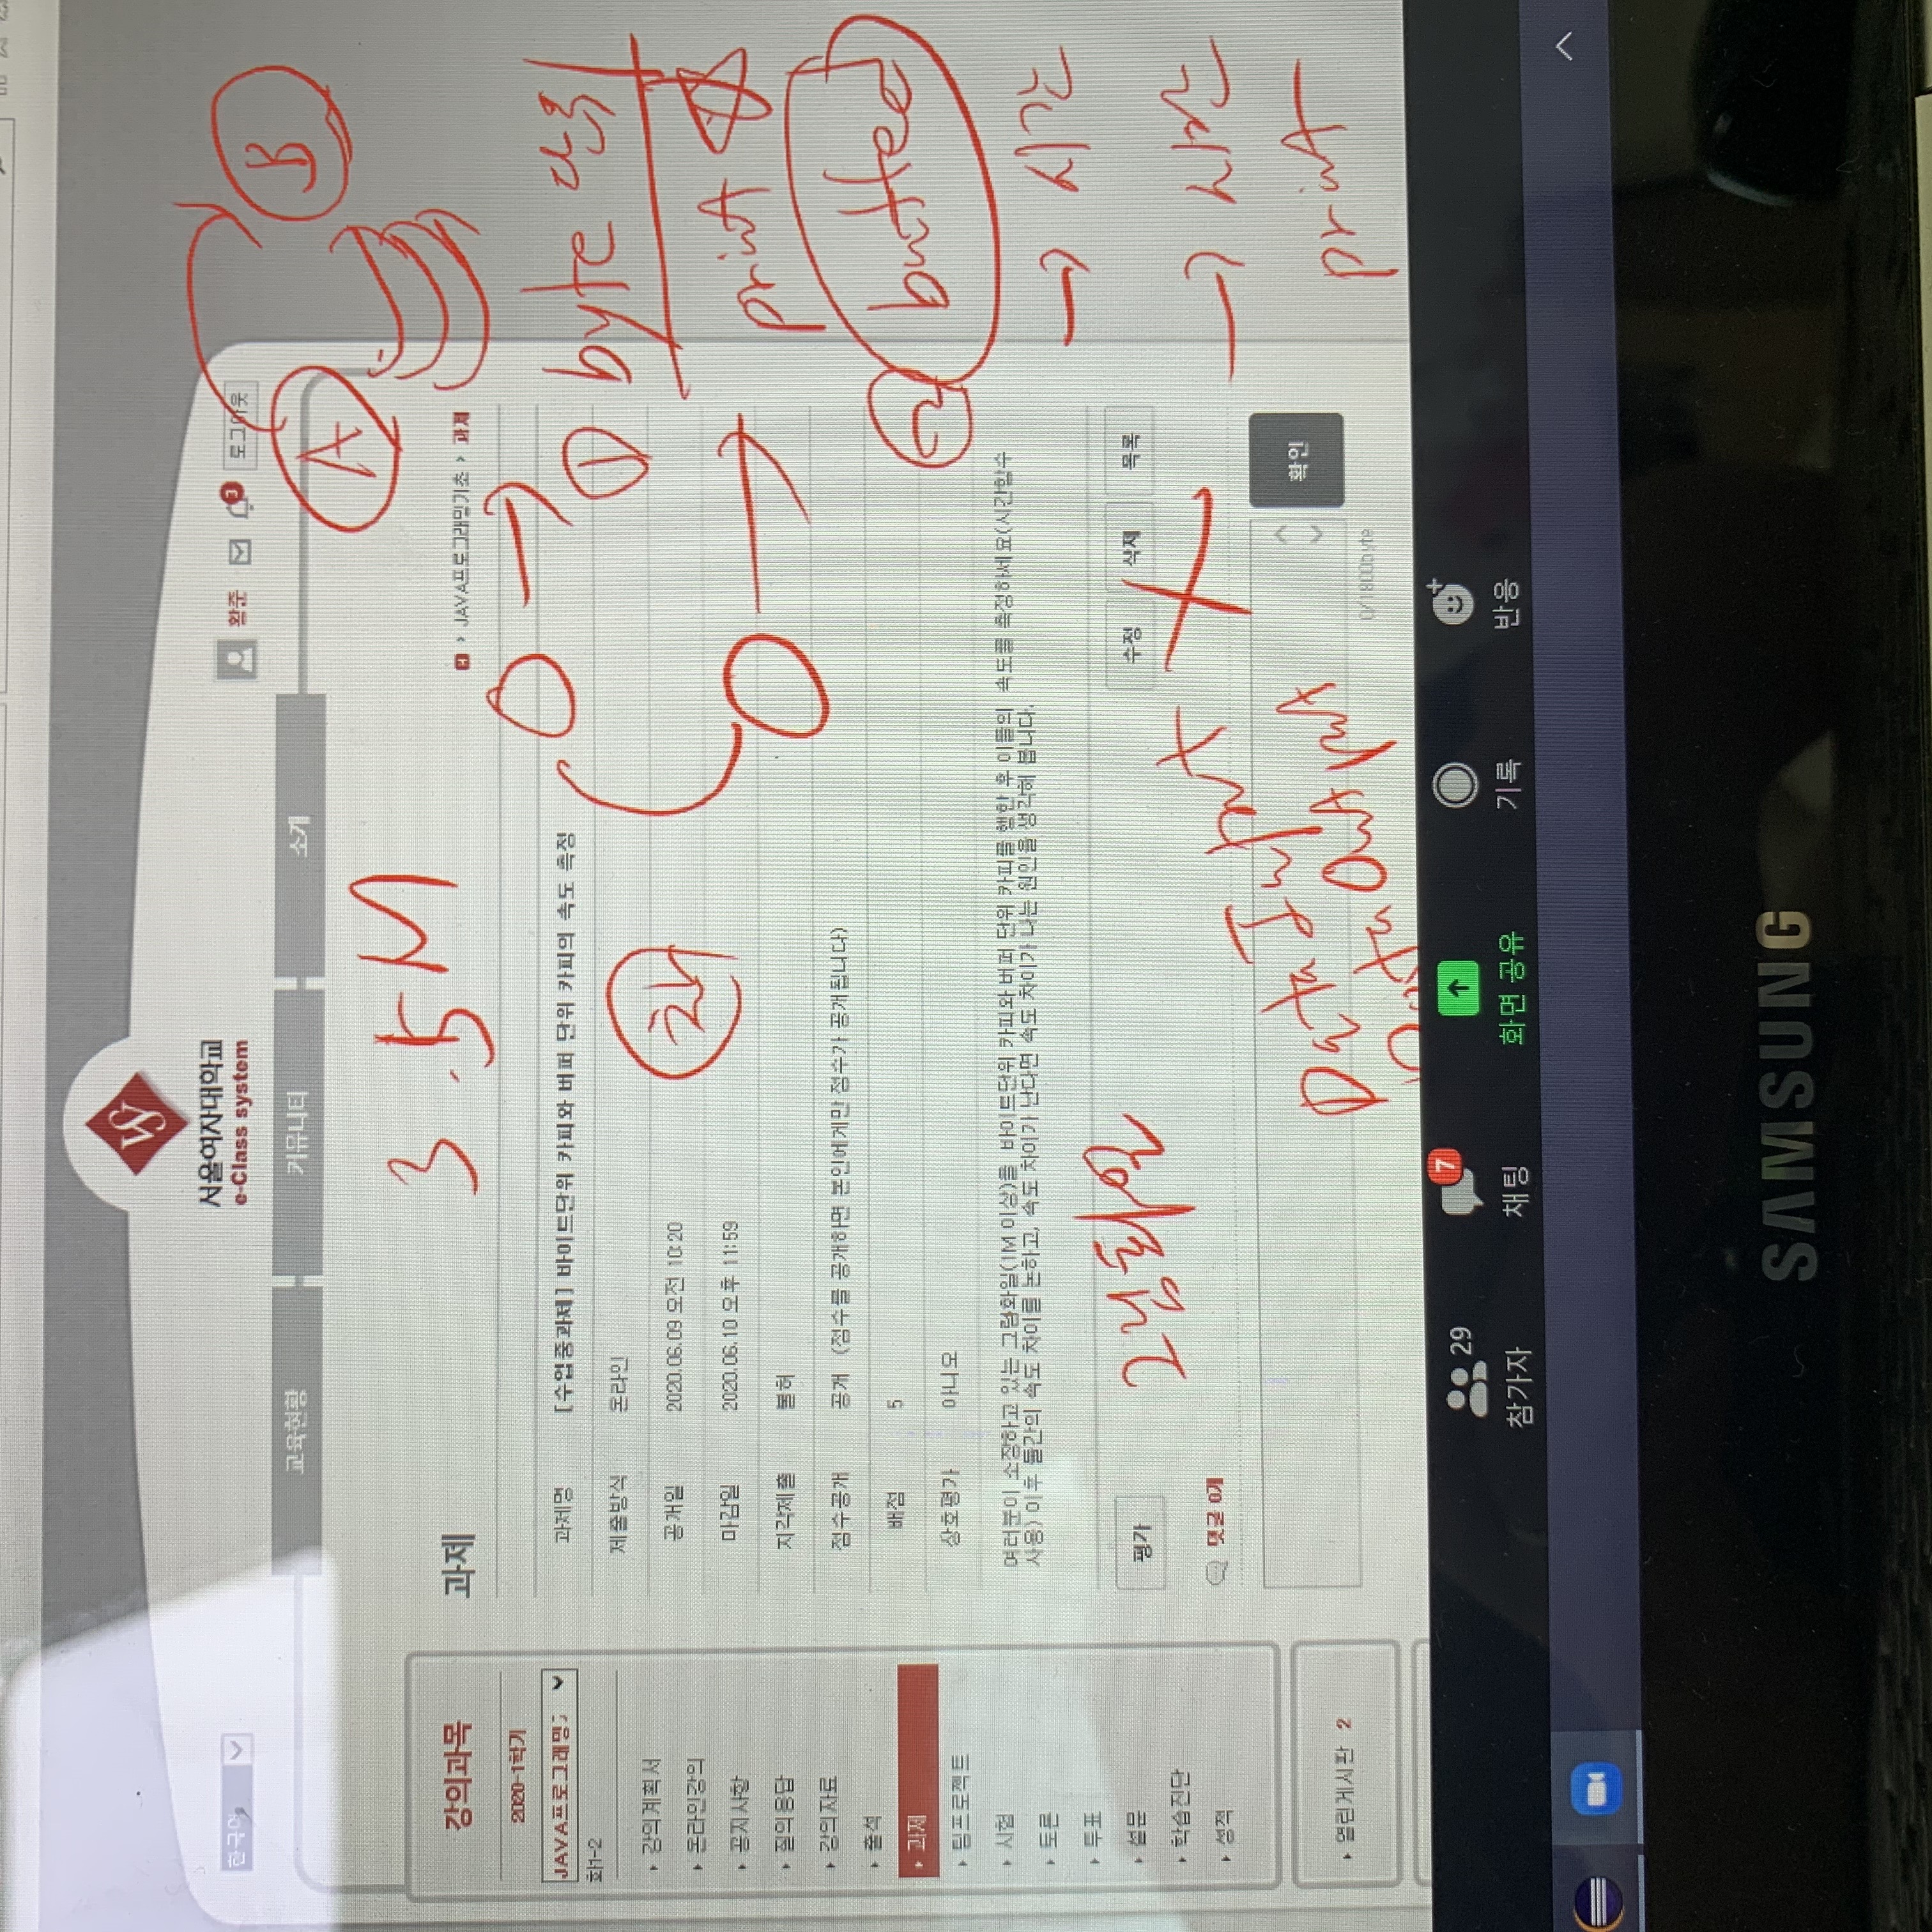 서울여자대학교
e-Class system
한국어
황준
3
로그아웃
교육현황
커뮤니티
소개
A
B
3.5M
강의과목
2020-1학기
JAVA프로그래밍기
화1-2
강의계획서
온라인강의
공지사항
질의응답
강의자료
출석
과제
팀프로젝트
시험
토론
투표
설문
학습진단
성적
열린게시판 2
과제
JAVA프로그래밍기초 > 과제
과제명 [수업중과제] 바이트단위 카피와 버퍼 단위 카피의 속도 측정
제출방식 온라인
공개일 2020.06.09 오전 10:20
마감일 2020.06.10 오후 11:59
지각제출 불허
점수공개 공개 (점수를 공개하면 본인에게만 점수가 공개됩니다)
배점 5
상호평가 아니오
여러분이 소장하고 있는 그림화일(1M 이상)을 바이트단위 카피와 버퍼 단위 카피를 행한 후 이들의 속도를 측정하세요(시간함수
사용) 이후 둘간의 속도 차이를 논하고, 속도 차이가 난다면 속도 차이가 나는 원인을 생각해 봅니다.
① byte 단위
print
② buffed
→ 시간
→ 시간
print
평가
수정
삭제
목록
그림화일
Data Input
Data Output
댓글 0개
확인
0/1800byte
29
참가자
7
채팅
화면 공유
기록
반응
SAMSUNG